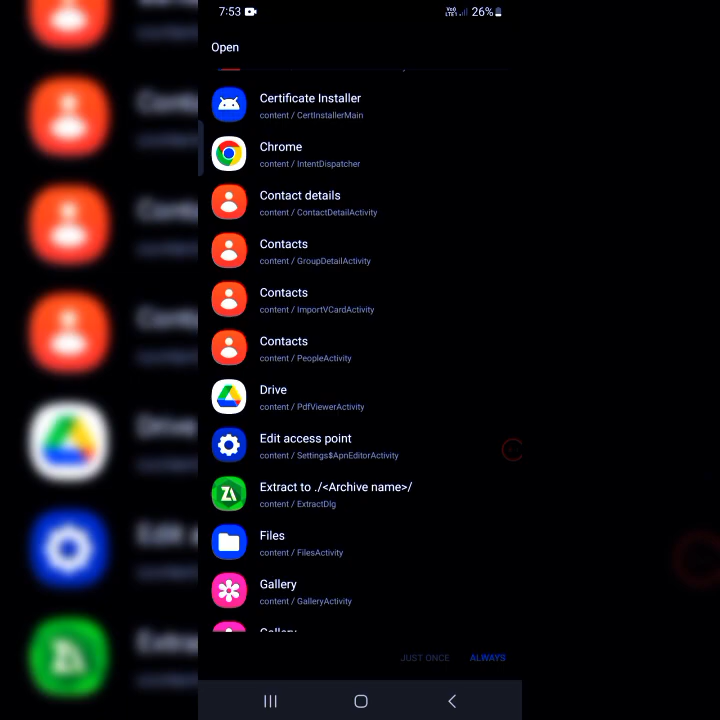 7:53
Vo)) LTE1 26%
Open
Certificate Installer
content / CertInstallerMain
Chrome
content / IntentDispatcher
Contact details
content / ContactDetailActivity
Contacts
content / GroupDetailActivity
Contacts
content / ImportVCardActivity
Contacts
content / PeopleActivity
Drive
content / PdfViewerActivity
Edit access point
content / Settings$ApnEditorActivity
Extract to ./<Archive name>/
content / ExtractDlg
Files
content / FilesActivity
Gallery
content / GalleryActivity
Gallery
JUST ONCE ALWAYS